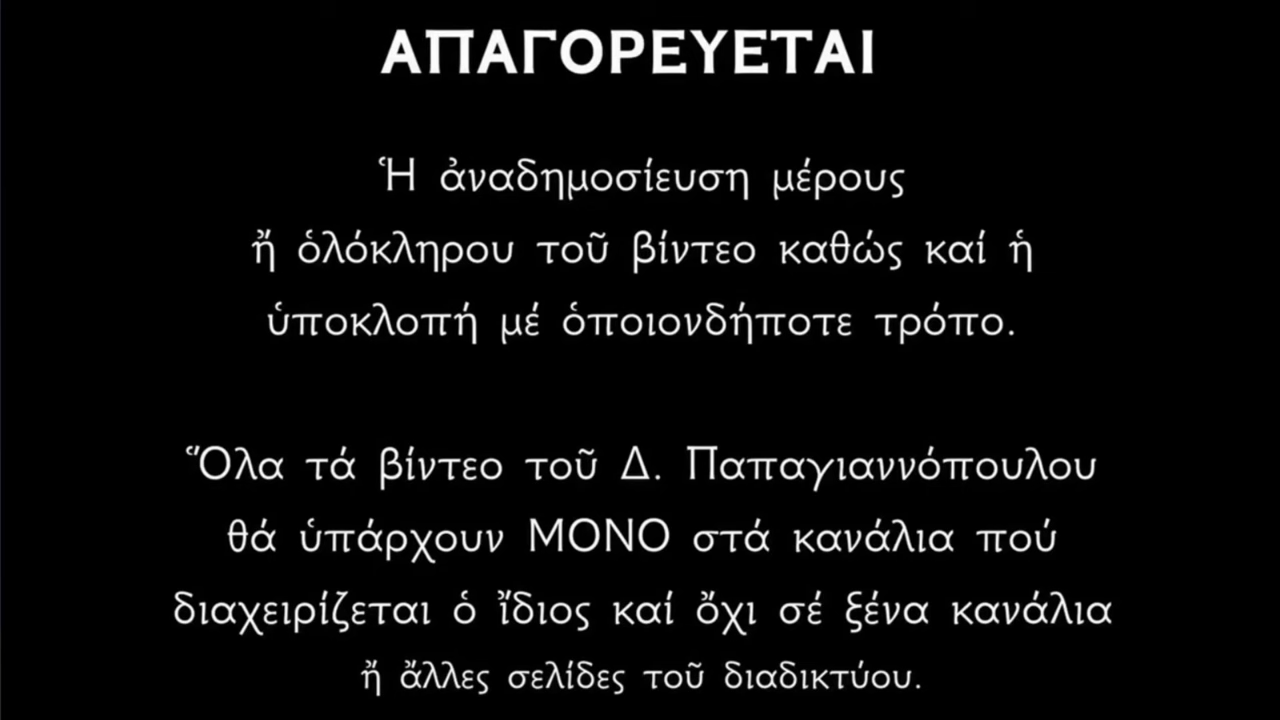 ΑΠΑΓΟΡΕΥΕΤΑΙ
Ἡ ἀναδημοσίευση μέρους
ἤ ὁλόκληρου τοῦ βίντεο καθώς καί ἡ
ὑποκλοπή μέ ὁποιονδήποτε τρόπο.
Ὅλα τά βίντεο τοῦ Δ. Παπαγιαννόπουλου
θά ὑπάρχουν ΜΟΝΟ στά κανάλια πού
διαχειρίζεται ὁ ἴδιος καί ὄχι σέ ξένα κανάλια
ἤ ἄλλες σελίδες τοῦ διαδικτύου.